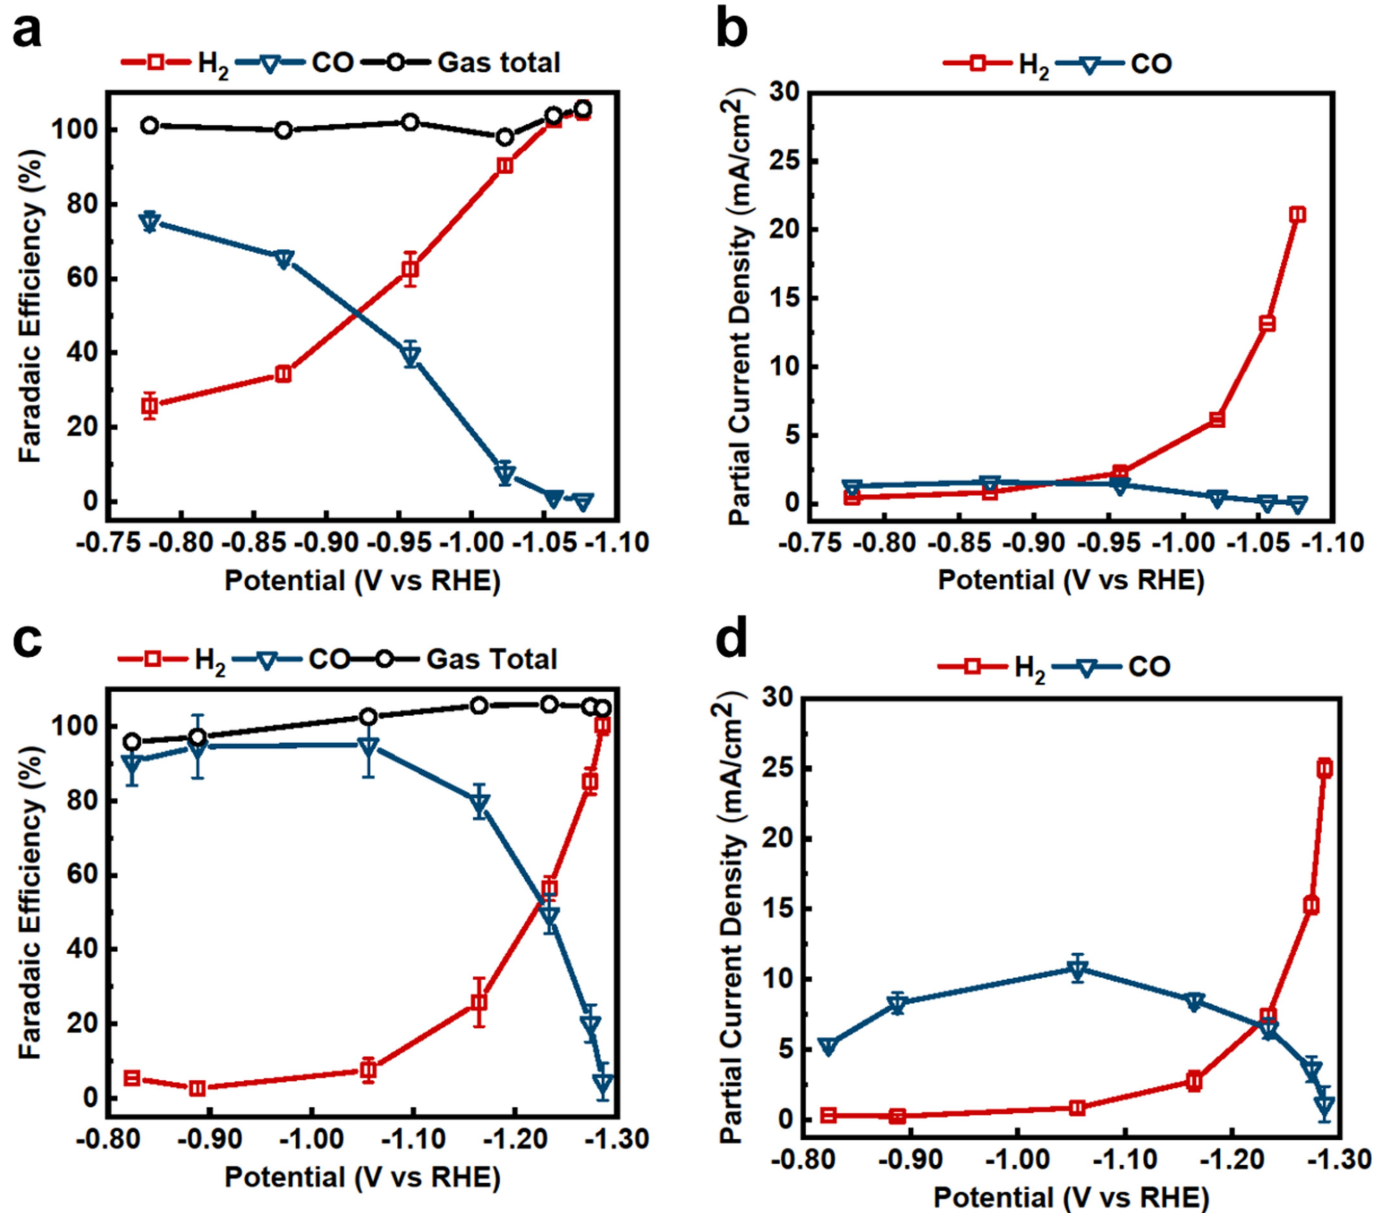 a
H2 CO Gas total
Faradaic Efficiency (%)
100
80
60
40
20
0
-0.75 -0.80 -0.85 -0.90 -0.95 -1.00 -1.05 -1.10
Potential (V vs RHE)
b
H2 CO
Partial Current Density (mA/cm2)
30
25
20
15
10
5
0
-0.75 -0.80 -0.85 -0.90 -0.95 -1.00 -1.05 -1.10
Potential (V vs RHE)
c
H2 CO Gas Total
Faradaic Efficiency (%)
100
80
60
40
20
0
-0.80 -0.90 -1.00 -1.10 -1.20 -1.30
Potential (V vs RHE)
d
H2 CO
Partial Current Density (mA/cm2)
30
25
20
15
10
5
0
-0.80 -0.90 -1.00 -1.10 -1.20 -1.30
Potential (V vs RHE)